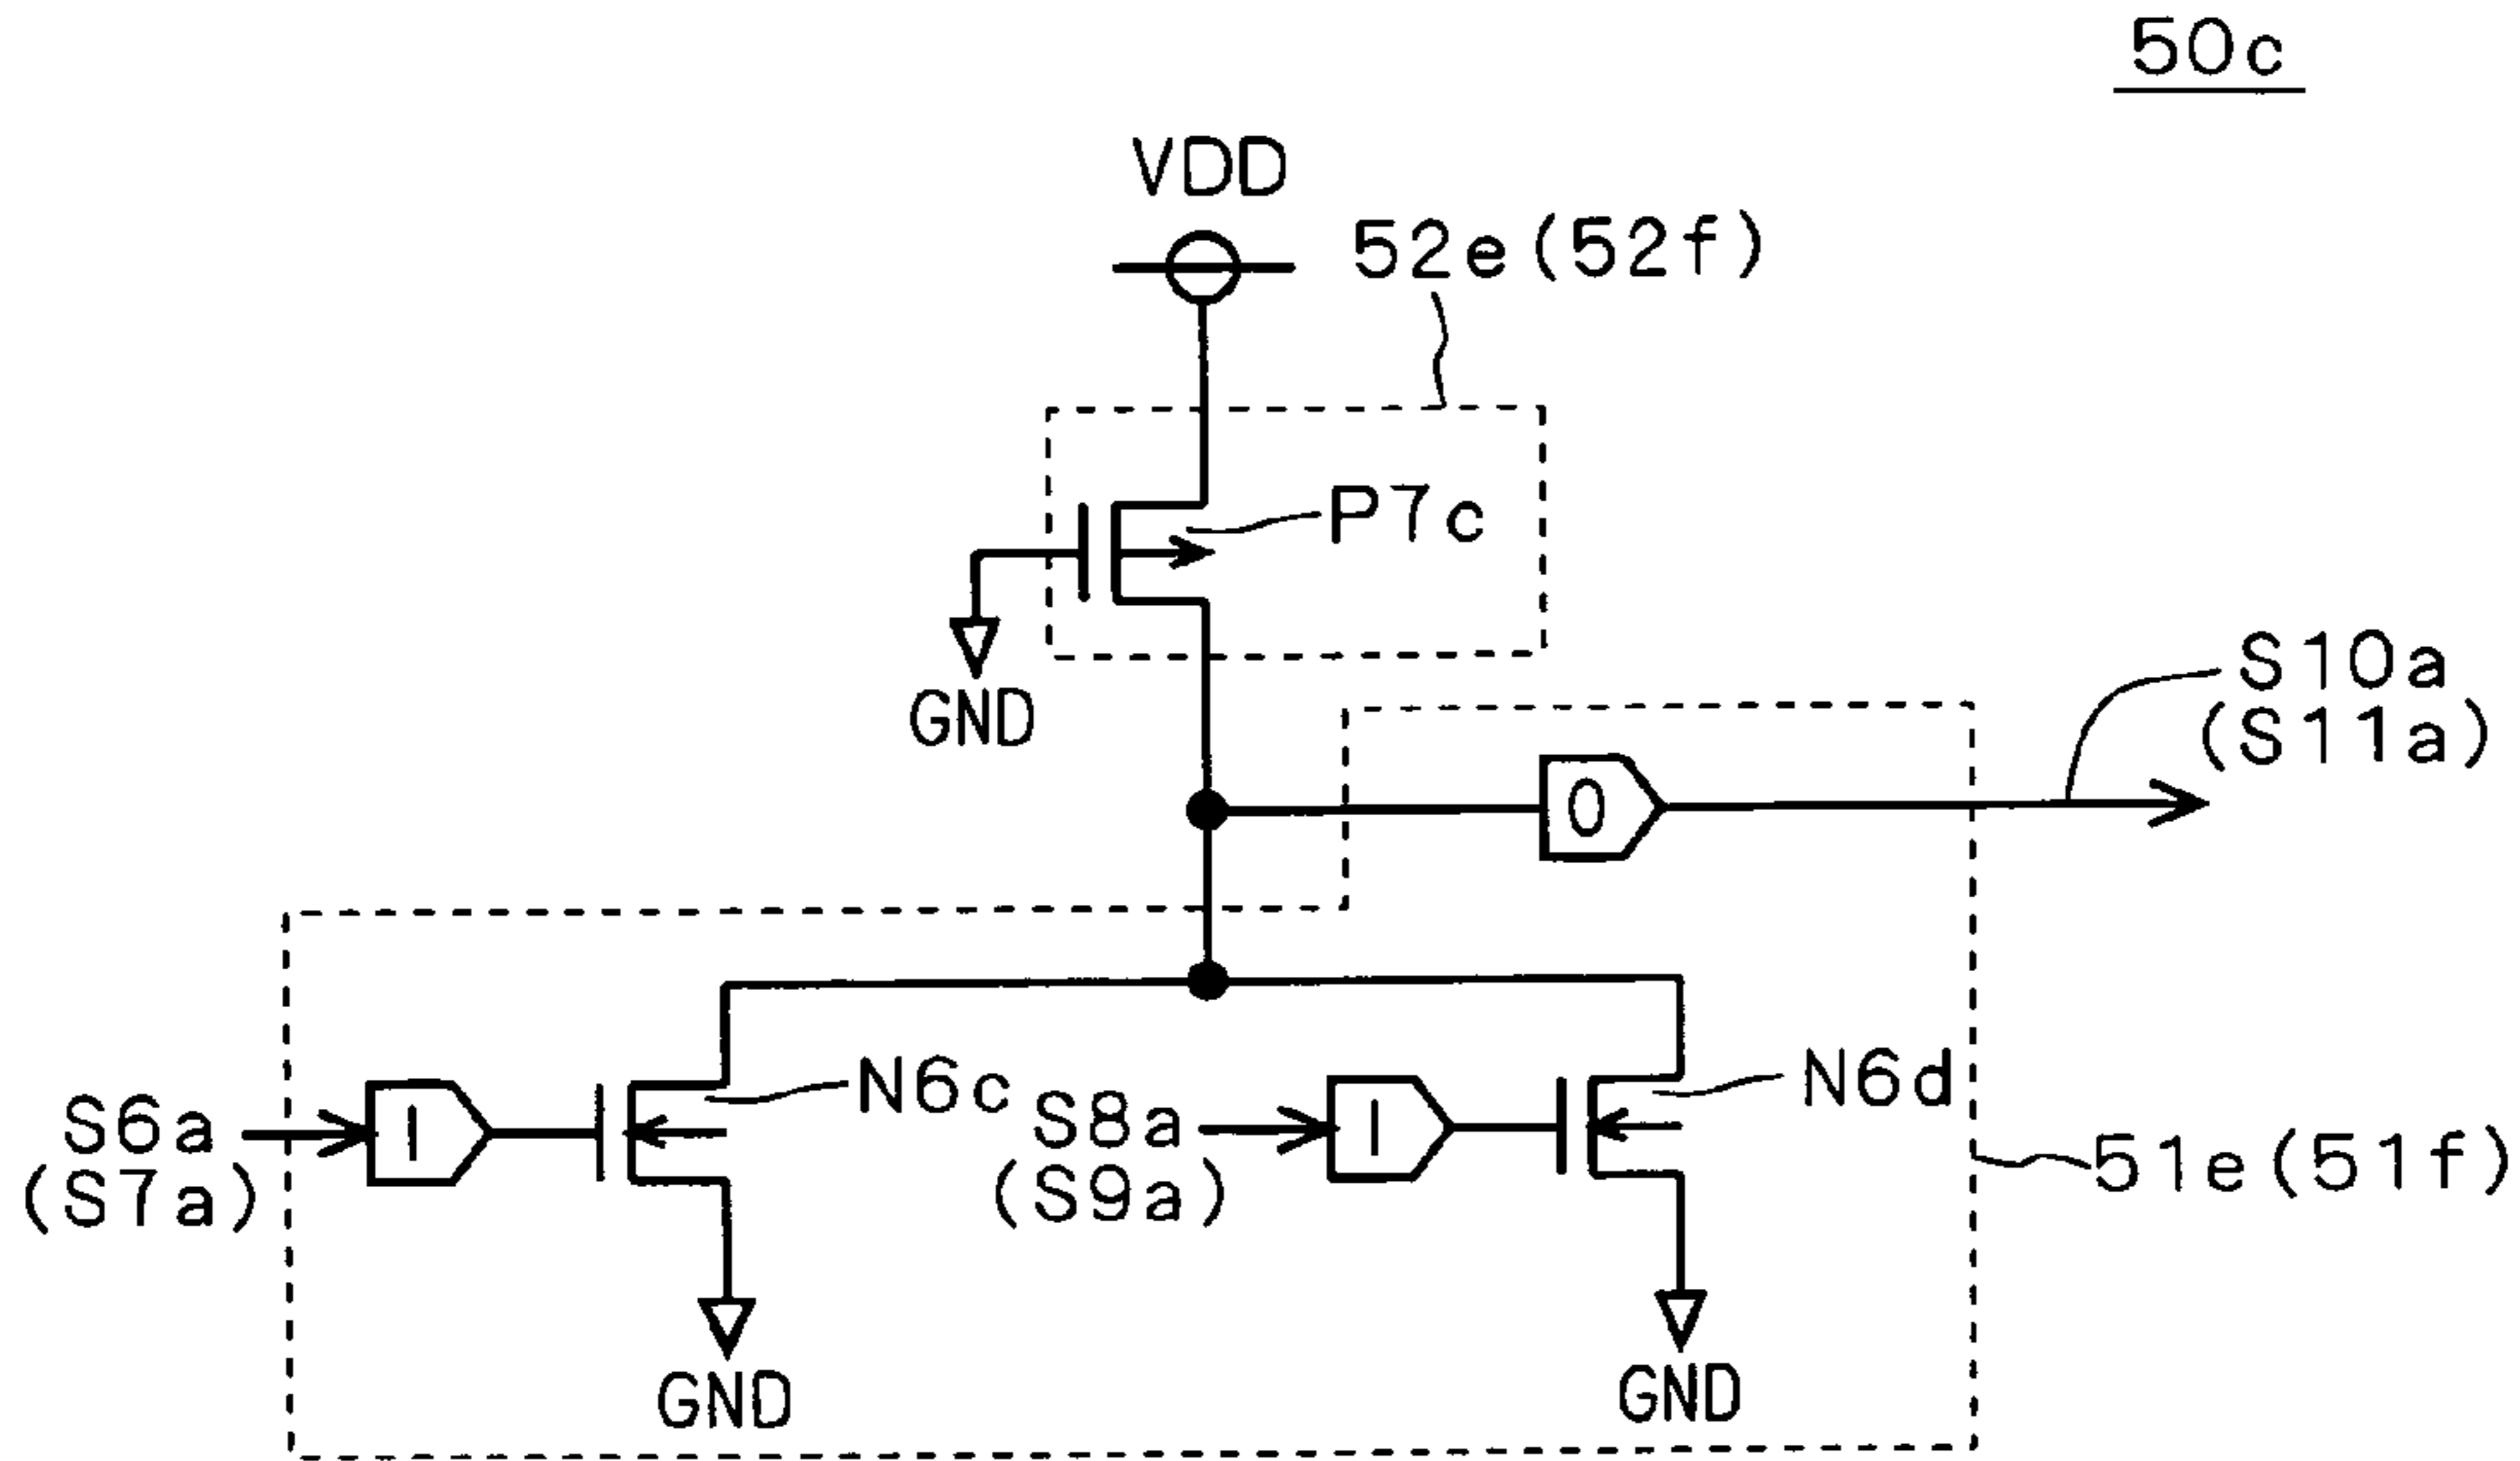 50c
VDD
52e(52f)
P7c
GND
S10a
(S11a)
O
N6c
N6d
S6a
(S7a)
I
S8a
(S9a)
I
51e(51f)
GND
GND